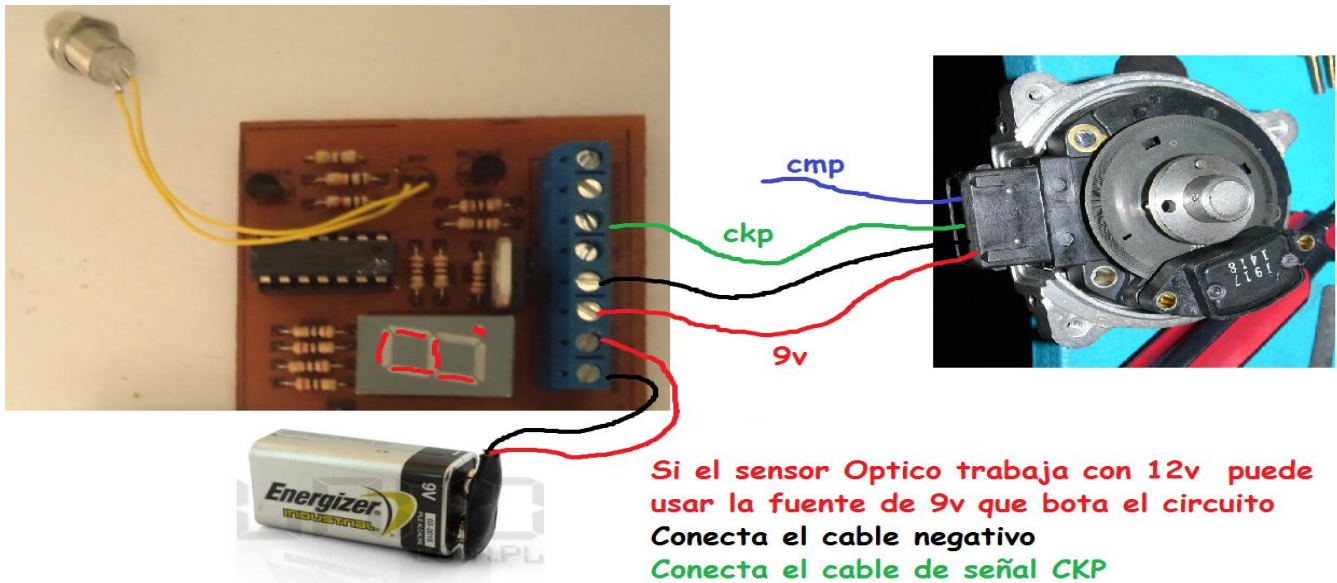 cmp
ckp
9v
1917
1418
Energizer
INDUSTRIAL
9V
Si el sensor Optico trabaja con 12v puede
usar la fuente de 9v que bota el circuito
Conecta el cable negativo
Conecta el cable de señal CKP